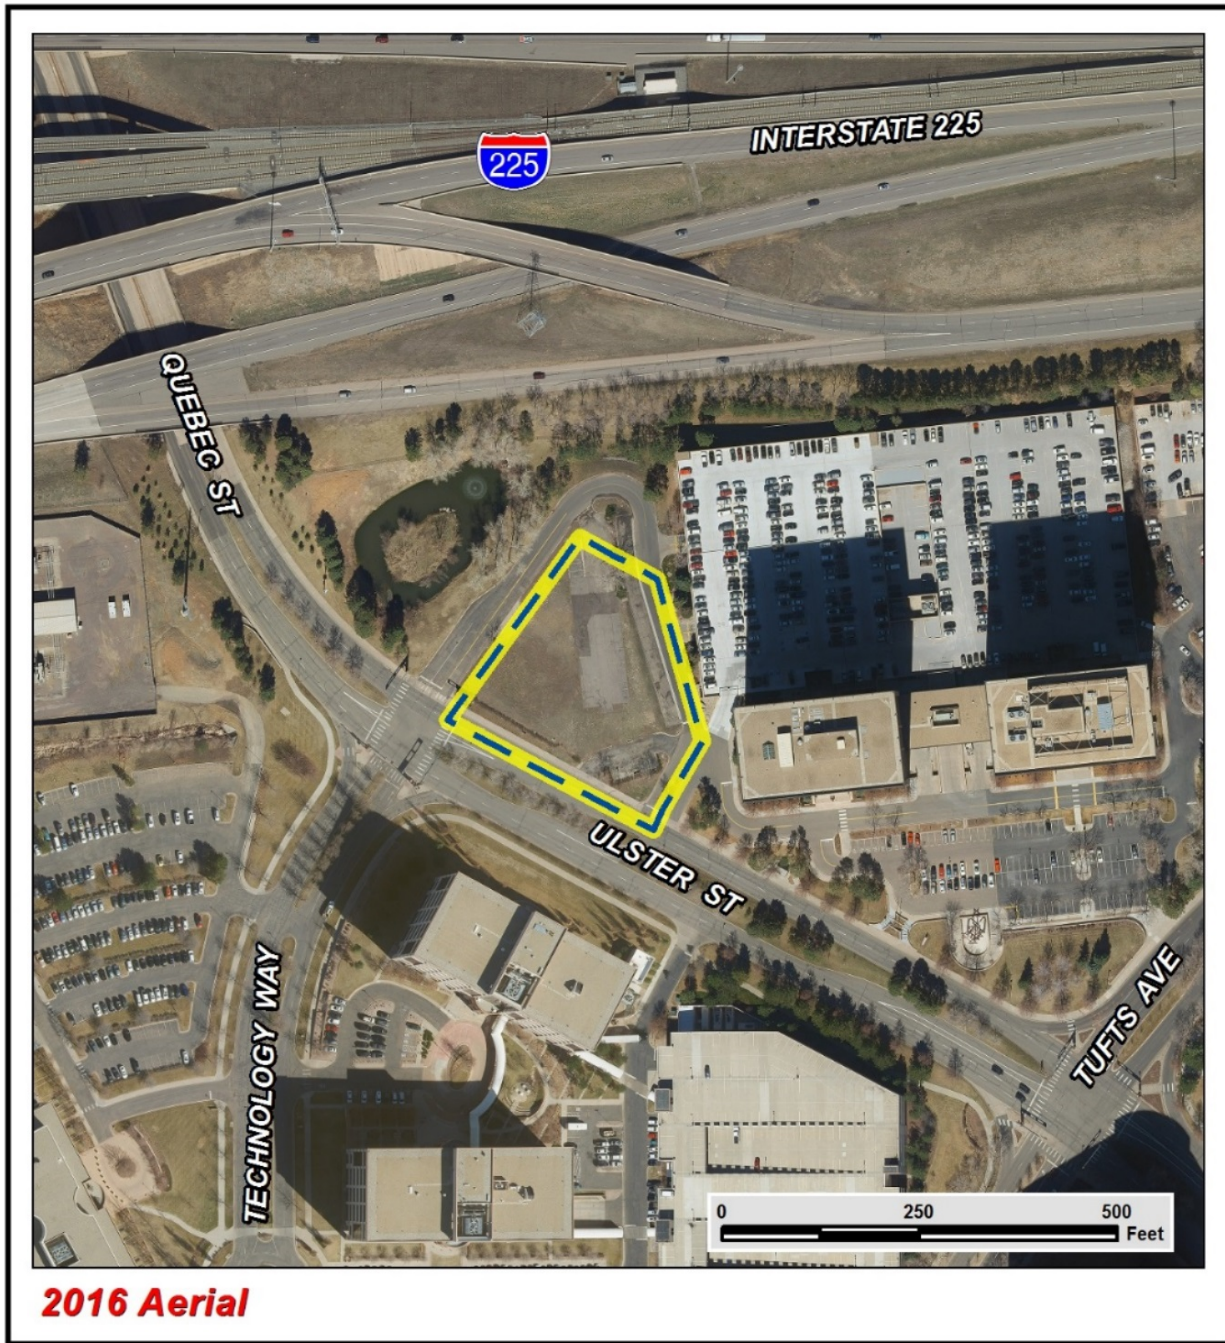 INTERSTATE 225
225
QUEBEC ST
ULSTER ST
TUFTS AVE
TECHNOLOGY WAY
0 250 500
Feet
2016 Aerial